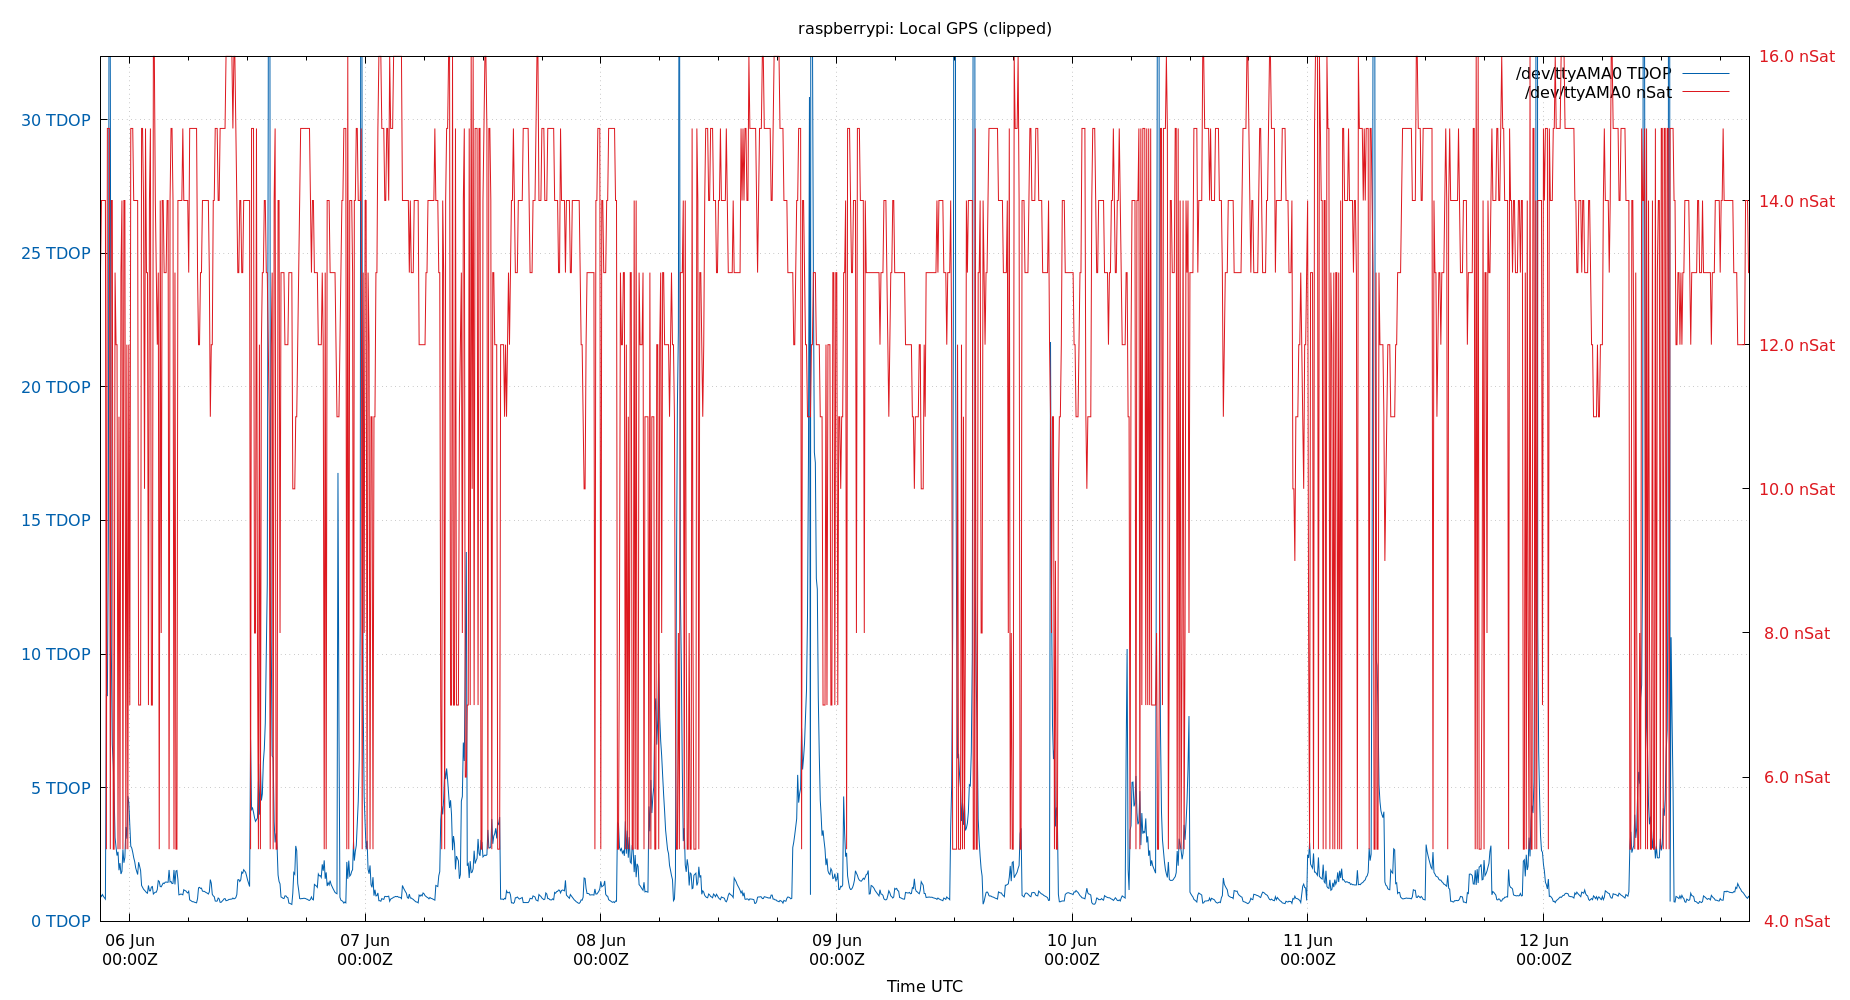 raspberrypi: Local GPS (clipped)
/dev/ttyAMA0 TDOP
/dev/ttyAMA0 nSat
30 TDOP
25 TDOP
20 TDOP
15 TDOP
10 TDOP
5 TDOP
0 TDOP
16.0 nSat
14.0 nSat
12.0 nSat
10.0 nSat
8.0 nSat
6.0 nSat
4.0 nSat
06 Jun
00:00Z
07 Jun
00:00Z
08 Jun
00:00Z
09 Jun
00:00Z
10 Jun
00:00Z
11 Jun
00:00Z
12 Jun
00:00Z
Time UTC